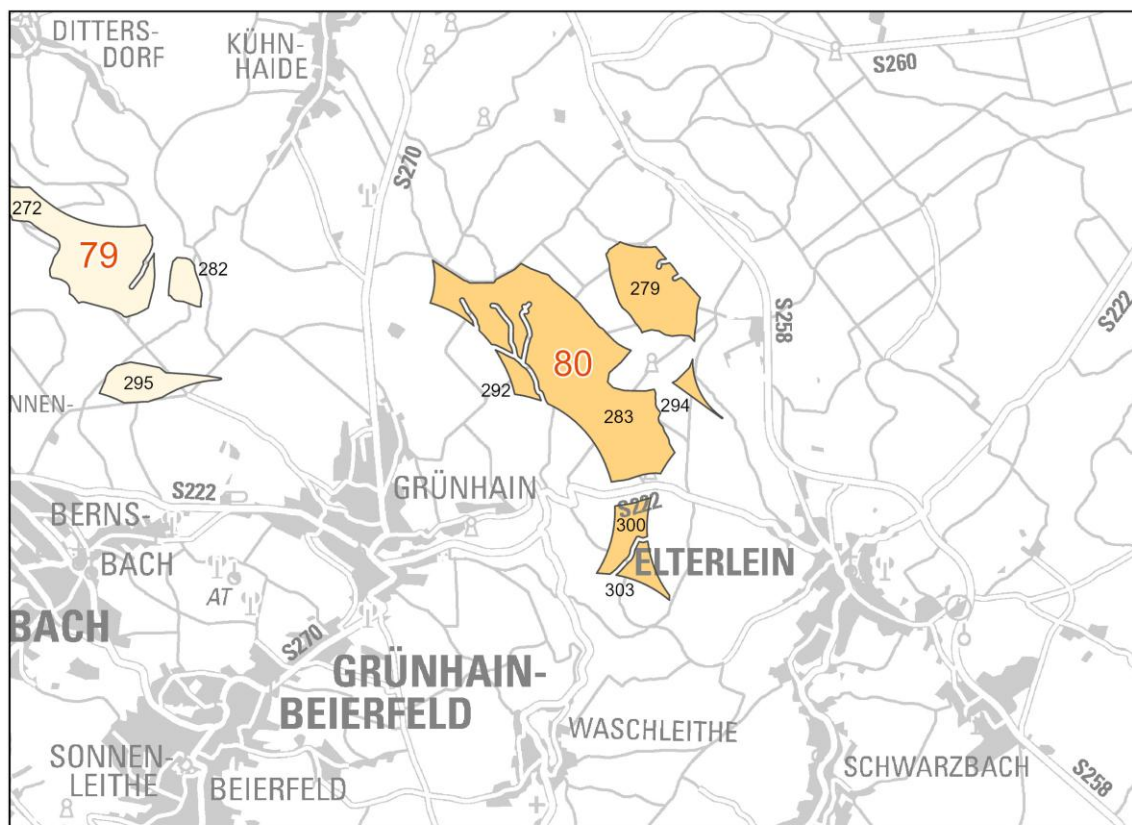 DITTERS-
DORF
KÜHN-
HAIDE
S260
S270
272
79
282
279
S222
S258
295
80
292
283
294
NNEN-
GRÜNHAIN
S222
S222
BERNS-
BACH
300
ELTERLEIN
303
AT
BACH
S270
GRÜNHAIN-
BEIERFELD
WASCHLEITHE
SONNEN-
LEITHE
BEIERFELD
SCHWARZBACH
S258